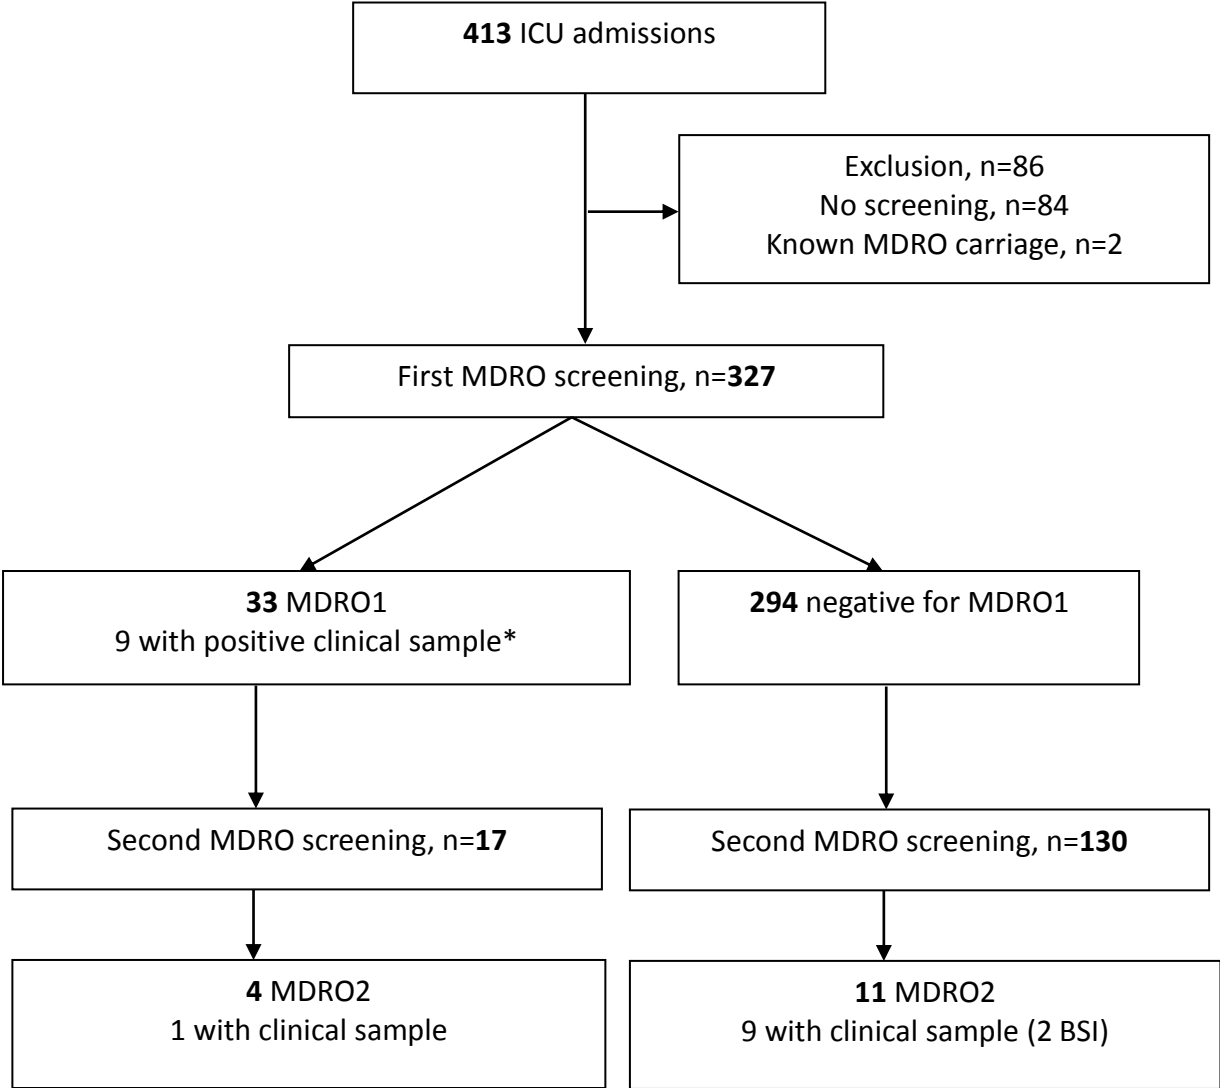 413 ICU admissions
Exclusion, n=86
No screening, n=84
Known MDRO carriage, n=2
First MDRO screening, n=327
33 MDRO1
9 with positive clinical sample*
294 negative for MDRO1
Second MDRO screening, n=17
Second MDRO screening, n=130
4 MDRO2
1 with clinical sample
11 MDRO2
9 with clinical sample (2 BSI)